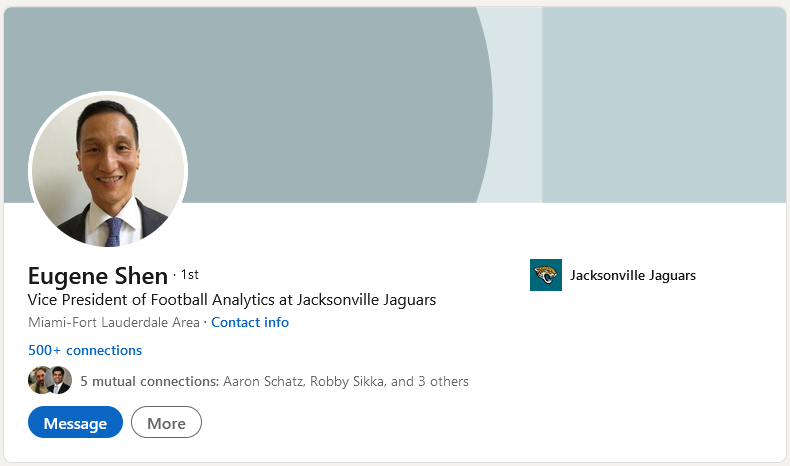 Eugene Shen · 1st
Vice President of Football Analytics at Jacksonville Jaguars
Miami-Fort Lauderdale Area · Contact info
500+ connections
5 mutual connections: Aaron Schatz, Robby Sikka, and 3 others
Message
More
Jacksonville Jaguars